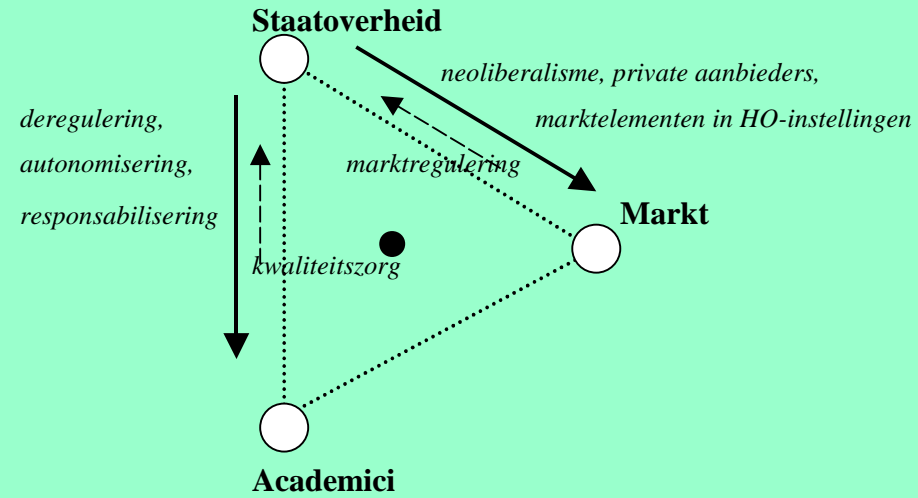 Staatoverheid
neoliberalisme, private aanbieders,
marktelementen in HO-instellingen
deregulering,
autonomisering,
responsabilisering
marktregulering
Markt
kwaliteitszorg
Academici